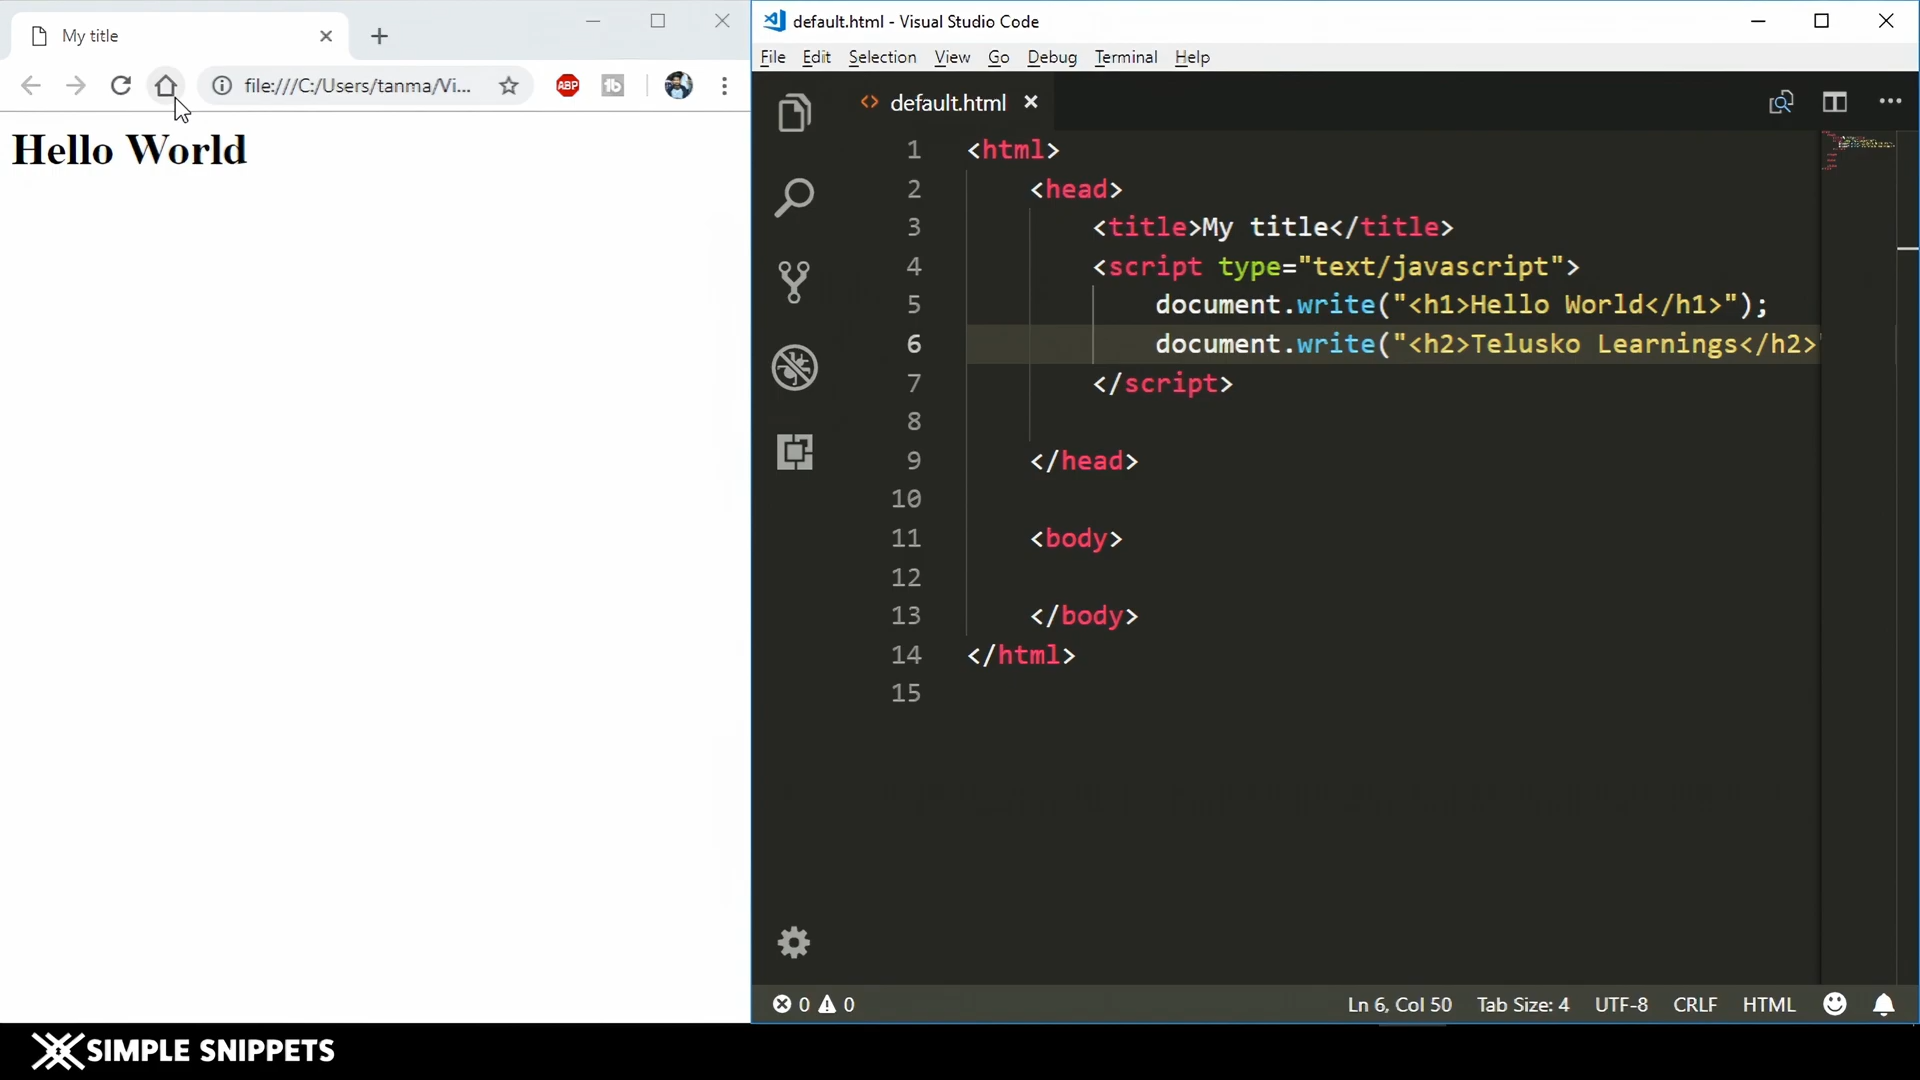 My title
file:///C:/Users/tanma/Vi...
ABP
tb
Hello World
default.html - Visual Studio Code
File Edit Selection View Go Debug Terminal Help
default.html
1 <html>
2 <head>
3 <title>My title</title>
4 <script type="text/javascript">
5 document.write("<h1>Hello World</h1>");
6 document.write("<h2>Telusko Learnings</h2>
7 </script>
8
9 </head>
10
11 <body>
12
13 </body>
14 </html>
15
0 0 Ln 6, Col 50 Tab Size: 4 UTF-8 CRLF HTML
SIMPLE SNIPPETS